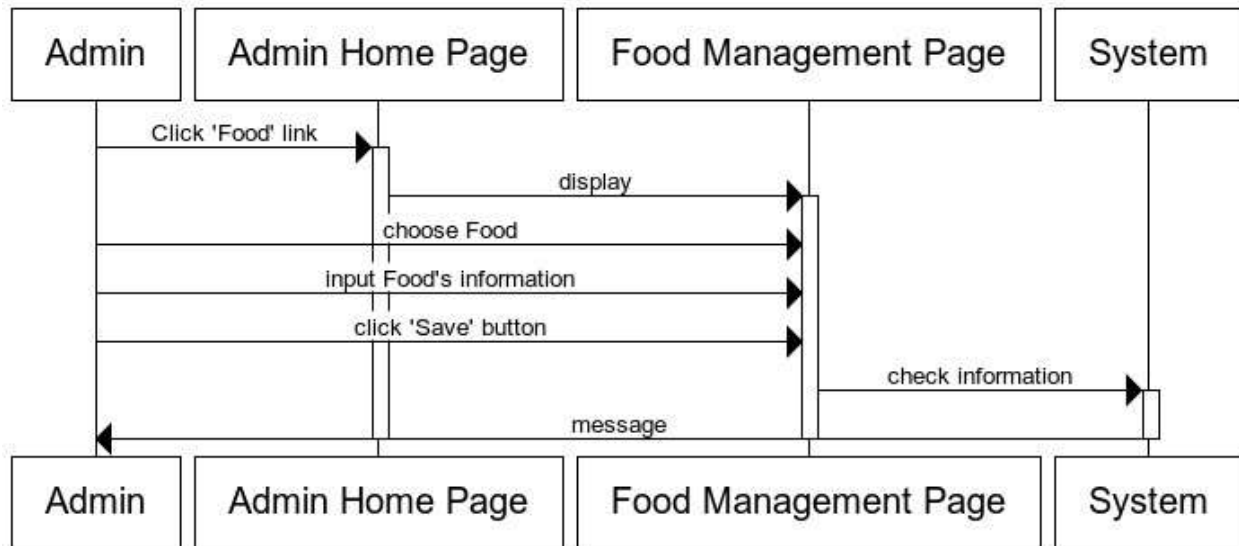 Admin
Admin Home Page
Food Management Page
System
Click 'Food' link
display
choose Food
input Food's information
click 'Save' button
check information
message
Admin
Admin Home Page
Food Management Page
System